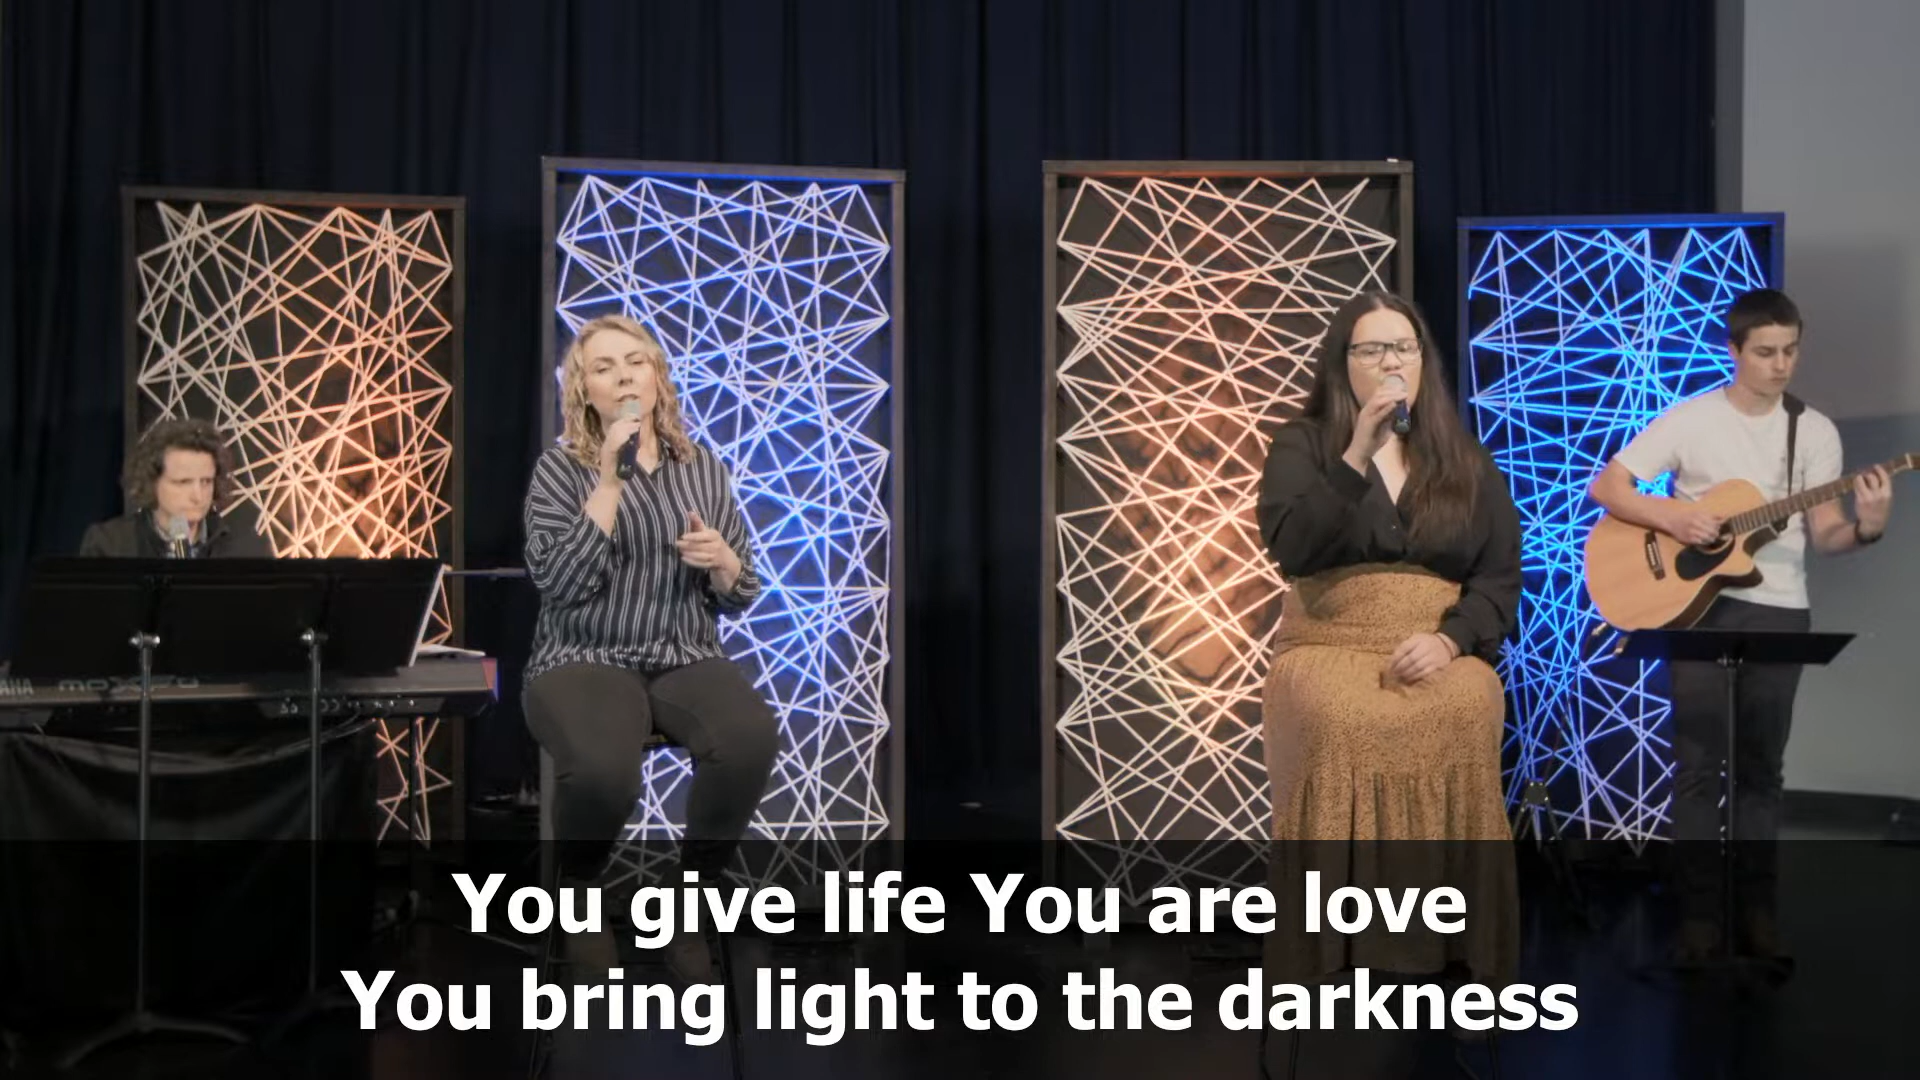 You give life You are love
You bring light to the darkness